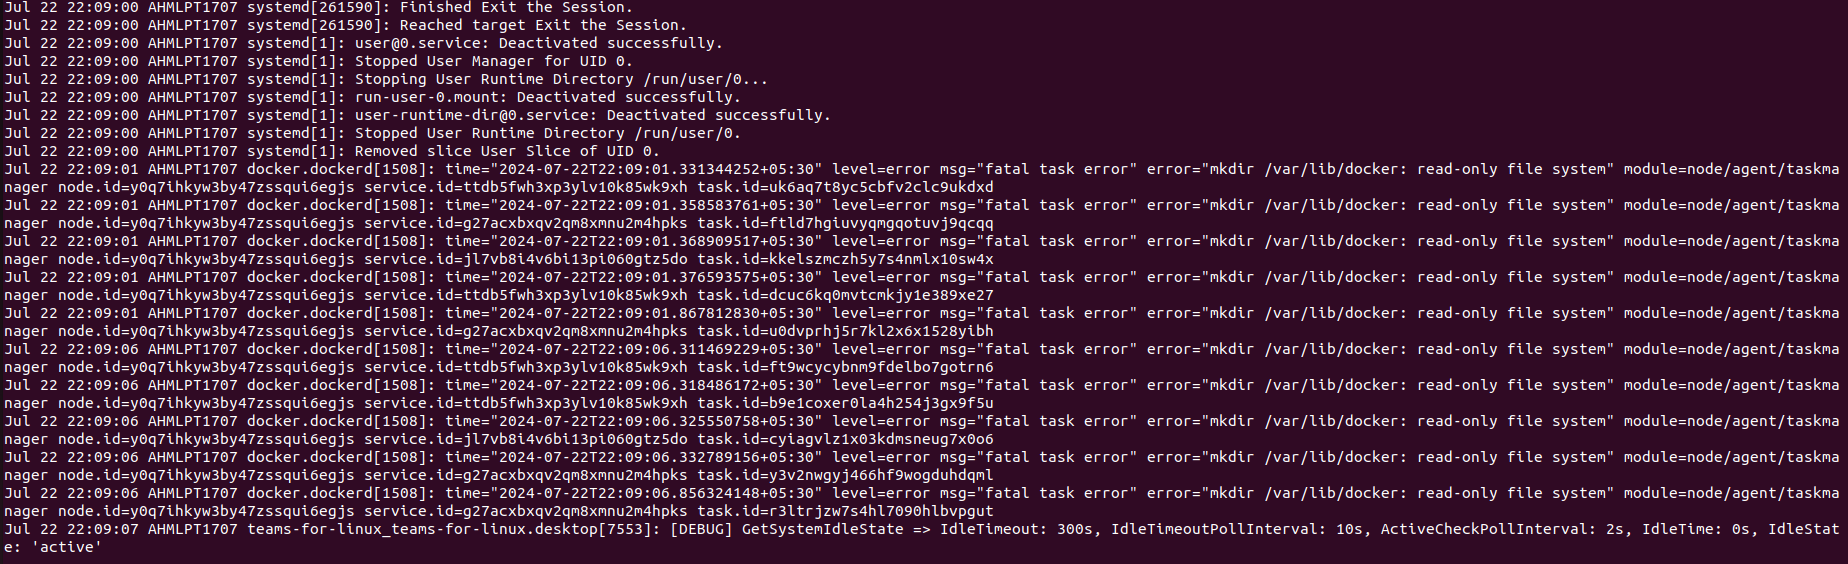 Jul 22 22:09:00 AHMLPT1707 systemd[261590]: Finished Exit the Session.
Jul 22 22:09:00 AHMLPT1707 systemd[261590]: Reached target Exit the Session.
Jul 22 22:09:00 AHMLPT1707 systemd[1]: user@0.service: Deactivated successfully.
Jul 22 22:09:00 AHMLPT1707 systemd[1]: Stopped User Manager for UID 0.
Jul 22 22:09:00 AHMLPT1707 systemd[1]: Stopping User Runtime Directory /run/user/0...
Jul 22 22:09:00 AHMLPT1707 systemd[1]: run-user-0.mount: Deactivated successfully.
Jul 22 22:09:00 AHMLPT1707 systemd[1]: user-runtime-dir@0.service: Deactivated successfully.
Jul 22 22:09:00 AHMLPT1707 systemd[1]: Stopped User Runtime Directory /run/user/0.
Jul 22 22:09:00 AHMLPT1707 systemd[1]: Removed slice User Slice of UID 0.
Jul 22 22:09:01 AHMLPT1707 docker.dockerd[1508]: time="2024-07-22T22:09:01.331344252+05:30" level=error msg="fatal task error" error="mkdir /var/lib/docker: read-only file system" module=node/agent/taskma
nager node.id=y0q7ihkyw3by47zssqui6egjs service.id=ttdb5fwh3xp3ylv10k85wk9xh task.id=uk6aq7t8yc5cbfv2clc9ukdxd
Jul 22 22:09:01 AHMLPT1707 docker.dockerd[1508]: time="2024-07-22T22:09:01.358583761+05:30" level=error msg="fatal task error" error="mkdir /var/lib/docker: read-only file system" module=node/agent/taskma
nager node.id=y0q7ihkyw3by47zssqui6egjs service.id=g27acxbxqv2qm8xmnu2m4hpks task.id=ftld7hgiuvyqmgqotuvj9qcqq
Jul 22 22:09:01 AHMLPT1707 docker.dockerd[1508]: time="2024-07-22T22:09:01.368909517+05:30" level=error msg="fatal task error" error="mkdir /var/lib/docker: read-only file system" module=node/agent/taskma
nager node.id=y0q7ihkyw3by47zssqui6egjs service.id=jl7vb8i4v6bi13pi060gtz5do task.id=kkelszmczh5y7s4nmlx10sw4x
Jul 22 22:09:01 AHMLPT1707 docker.dockerd[1508]: time="2024-07-22T22:09:01.376593575+05:30" level=error msg="fatal task error" error="mkdir /var/lib/docker: read-only file system" module=node/agent/taskma
nager node.id=y0q7ihkyw3by47zssqui6egjs service.id=ttdb5fwh3xp3ylv10k85wk9xh task.id=dcuc6kq0mvtcmkjy1e389xe27
Jul 22 22:09:01 AHMLPT1707 docker.dockerd[1508]: time="2024-07-22T22:09:01.867812830+05:30" level=error msg="fatal task error" error="mkdir /var/lib/docker: read-only file system" module=node/agent/taskma
nager node.id=y0q7ihkyw3by47zssqui6egjs service.id=g27acxbxqv2qm8xmnu2m4hpks task.id=u0dvprhj5r7kl2x6x1528yibh
Jul 22 22:09:06 AHMLPT1707 docker.dockerd[1508]: time="2024-07-22T22:09:06.311469229+05:30" level=error msg="fatal task error" error="mkdir /var/lib/docker: read-only file system" module=node/agent/taskma
nager node.id=y0q7ihkyw3by47zssqui6egjs service.id=ttdb5fwh3xp3ylv10k85wk9xh task.id=ft9wcycybnm9fdelbo7gotrn6
Jul 22 22:09:06 AHMLPT1707 docker.dockerd[1508]: time="2024-07-22T22:09:06.318486172+05:30" level=error msg="fatal task error" error="mkdir /var/lib/docker: read-only file system" module=node/agent/taskma
nager node.id=y0q7ihkyw3by47zssqui6egjs service.id=ttdb5fwh3xp3ylv10k85wk9xh task.id=b9e1coxer0la4h254j3gx9f5u
Jul 22 22:09:06 AHMLPT1707 docker.dockerd[1508]: time="2024-07-22T22:09:06.325550758+05:30" level=error msg="fatal task error" error="mkdir /var/lib/docker: read-only file system" module=node/agent/taskma
nager node.id=y0q7ihkyw3by47zssqui6egjs service.id=jl7vb8i4v6bi13pi060gtz5do task.id=cyiagvlz1x03kdmsneug7x0o6
Jul 22 22:09:06 AHMLPT1707 docker.dockerd[1508]: time="2024-07-22T22:09:06.332789156+05:30" level=error msg="fatal task error" error="mkdir /var/lib/docker: read-only file system" module=node/agent/taskma
nager node.id=y0q7ihkyw3by47zssqui6egjs service.id=g27acxbxqv2qm8xmnu2m4hpks task.id=y3v2nwgyj466hf9wogduhdqml
Jul 22 22:09:06 AHMLPT1707 docker.dockerd[1508]: time="2024-07-22T22:09:06.856324148+05:30" level=error msg="fatal task error" error="mkdir /var/lib/docker: read-only file system" module=node/agent/taskma
nager node.id=y0q7ihkyw3by47zssqui6egjs service.id=g27acxbxqv2qm8xmnu2m4hpks task.id=r3ltrjzw7s4hl7090hlbvpgut
Jul 22 22:09:07 AHMLPT1707 teams-for-linux_teams-for-linux.desktop[7553]: [DEBUG] GetSystemIdleState => IdleTimeout: 300s, IdleTimeoutPollInterval: 10s, ActiveCheckPollInterval: 2s, IdleTime: 0s, IdleStat
e: 'active'